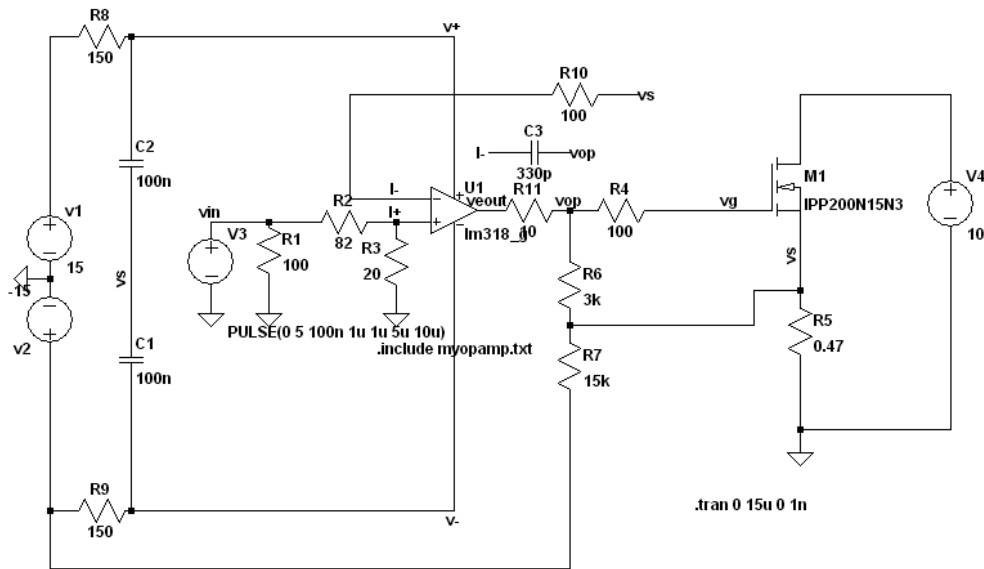 R8
150
v+
R10
100
vs
C3
I-
vop
330p
C2
100n
M1
IPP200N15N3
V4
10
U1
I-
veout
R11
10
vop
R4
100
vg
R2
82
I+
lm318_g
vin
V3
R1
100
R3
20
v1
15
vs
vs
-15
v2
R6
3k
R5
0.47
PULSE(0 5 100n 1u 1u 5u 10u)
.include myopamp.txt
C1
100n
R7
15k
R9
150
v-
.tran 0 15u 0 1n